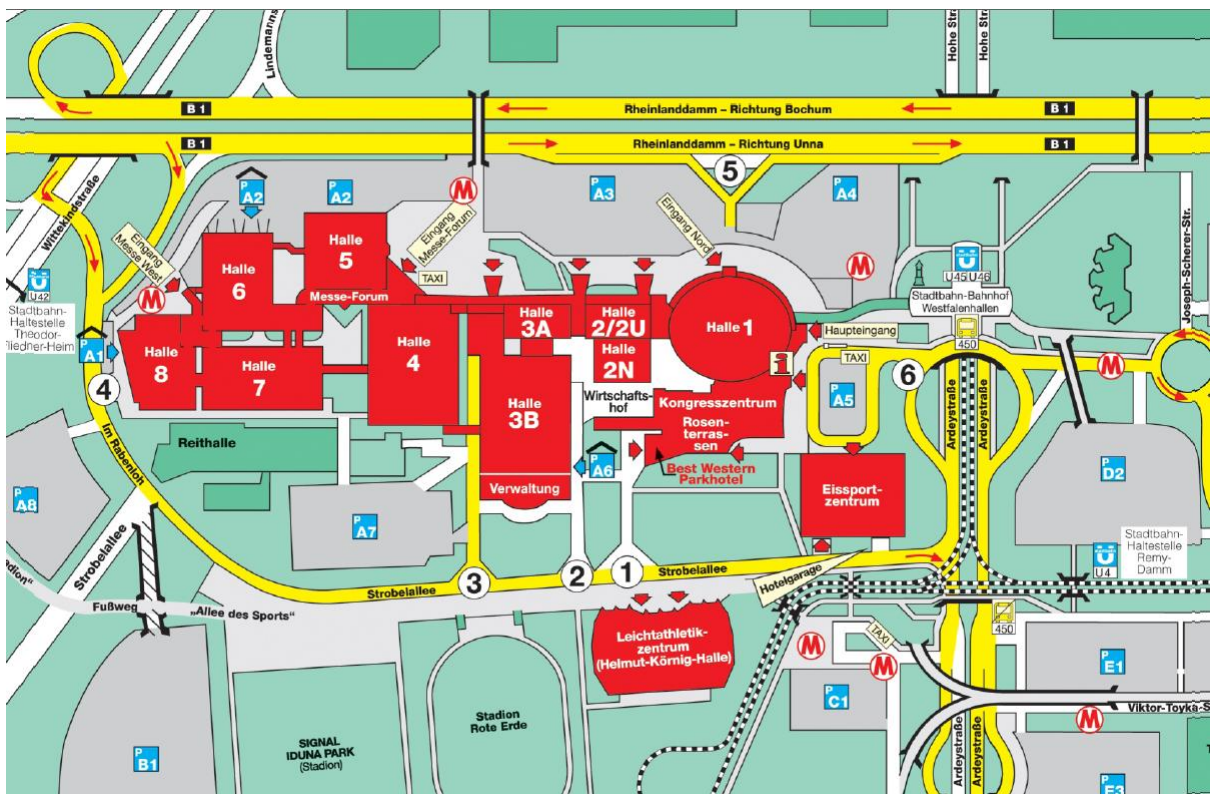 Lindemanns
Hohe Stra
Hohe Stra
B 1
Rheinlanddamm – Richtung Bochum
B 1
B 1
Rheinlanddamm – Richtung Unna
B 1
5
P
A2
P
A2
P
A3
P
A4
M
Wittekindstraße
Eingang
Messe West
Eingang
Messe-Forum
TAXI
Eingang Nord
M
U45
U46
Stadtbahn-Bahnhof
Westfalenhallen
450
Joseph-Scherer-Str.
U42
Stadtbahn-
Haltestelle
Theodor-
Fliedner-Heim
M
Halle
6
Halle
5
Messe-Forum
Halle
3A
Halle
2/2U
Halle 1
Haupteingang
P
A1
4
Halle
8
Halle
7
Halle
4
Halle
2N
i
TAXI
6
M
Halle
3B
Wirtschafts-
hof
Kongresszentrum
Rosen-
terras-
sen
P
A5
Ardeystraße
Ardeystraße
Im Rabenloh
Reithalle
P
A6
Best Western
Parkhotel
Eissport-
zentrum
P
D2
P
A8
P
A7
Verwaltung
Stadtbahn-
Haltestelle
Remy-
Damm
U4
Strobelallee
3
2
1
Strobelallee
Strobelallee
Hotelgarage
adion"
Fußweg
„Allee des Sports"
450
Leichtathletik-
zentrum
(Helmut-Körnig-Halle)
TAXI
M
M
P
E1
P
C1
Viktor-Toyka-S
M
Stadion
Rote Erde
SIGNAL
IDUNA PARK
(Stadion)
P
B1
Ardeystraße
Ardeystraße
P
E3